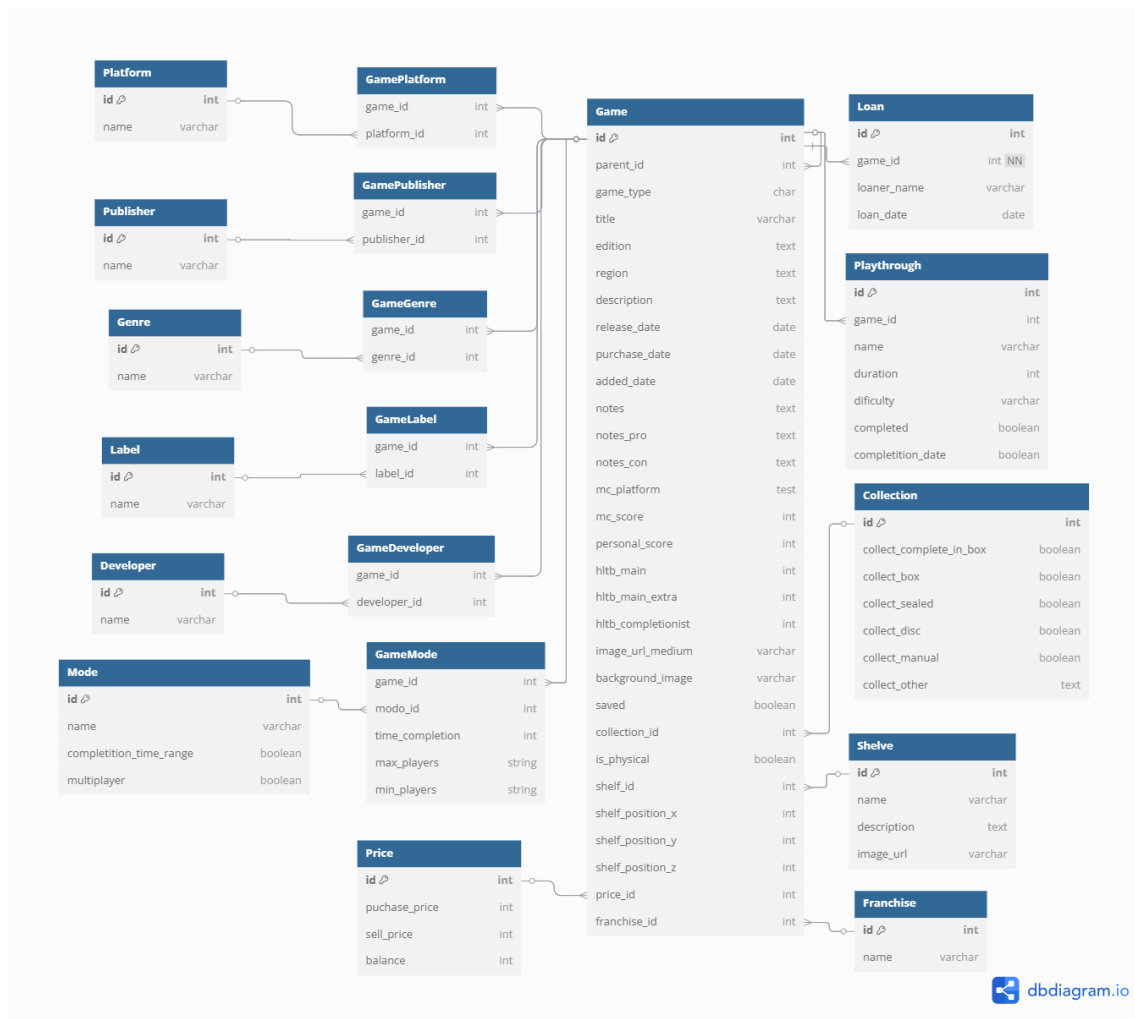 Platform
id int
name varchar
GamePlatform
game_id int
platform_id int
Publisher
id int
name varchar
GamePublisher
game_id int
publisher_id int
Genre
id int
name varchar
GameGenre
game_id int
genre_id int
Label
id int
name varchar
GameLabel
game_id int
label_id int
Developer
id int
name varchar
GameDeveloper
game_id int
developer_id int
Mode
id int
name varchar
completition_time_range boolean
multiplayer boolean
GameMode
game_id int
modo_id int
time_completion int
max_players string
min_players string
Price
id int
puchase_price int
sell_price int
balance int
Game
id int
parent_id int
game_type char
title varchar
edition text
region text
description text
release_date date
purchase_date date
added_date date
notes text
notes_pro text
notes_con text
mc_platform test
mc_score int
personal_score int
hltb_main int
hltb_main_extra int
hltb_completionist int
image_url_medium varchar
background_image varchar
saved boolean
collection_id int
is_physical boolean
shelf_id int
shelf_position_x int
shelf_position_y int
shelf_position_z int
price_id int
franchise_id int
Loan
id int
game_id int NN
loaner_name varchar
loan_date date
Playthrough
id int
game_id int
name varchar
duration int
dificulty varchar
completed boolean
completition_date boolean
Collection
id int
collect_complete_in_box boolean
collect_box boolean
collect_sealed boolean
collect_disc boolean
collect_manual boolean
collect_other text
Shelve
id int
name varchar
description text
image_url varchar
Franchise
id int
name varchar
dbdiagram.io